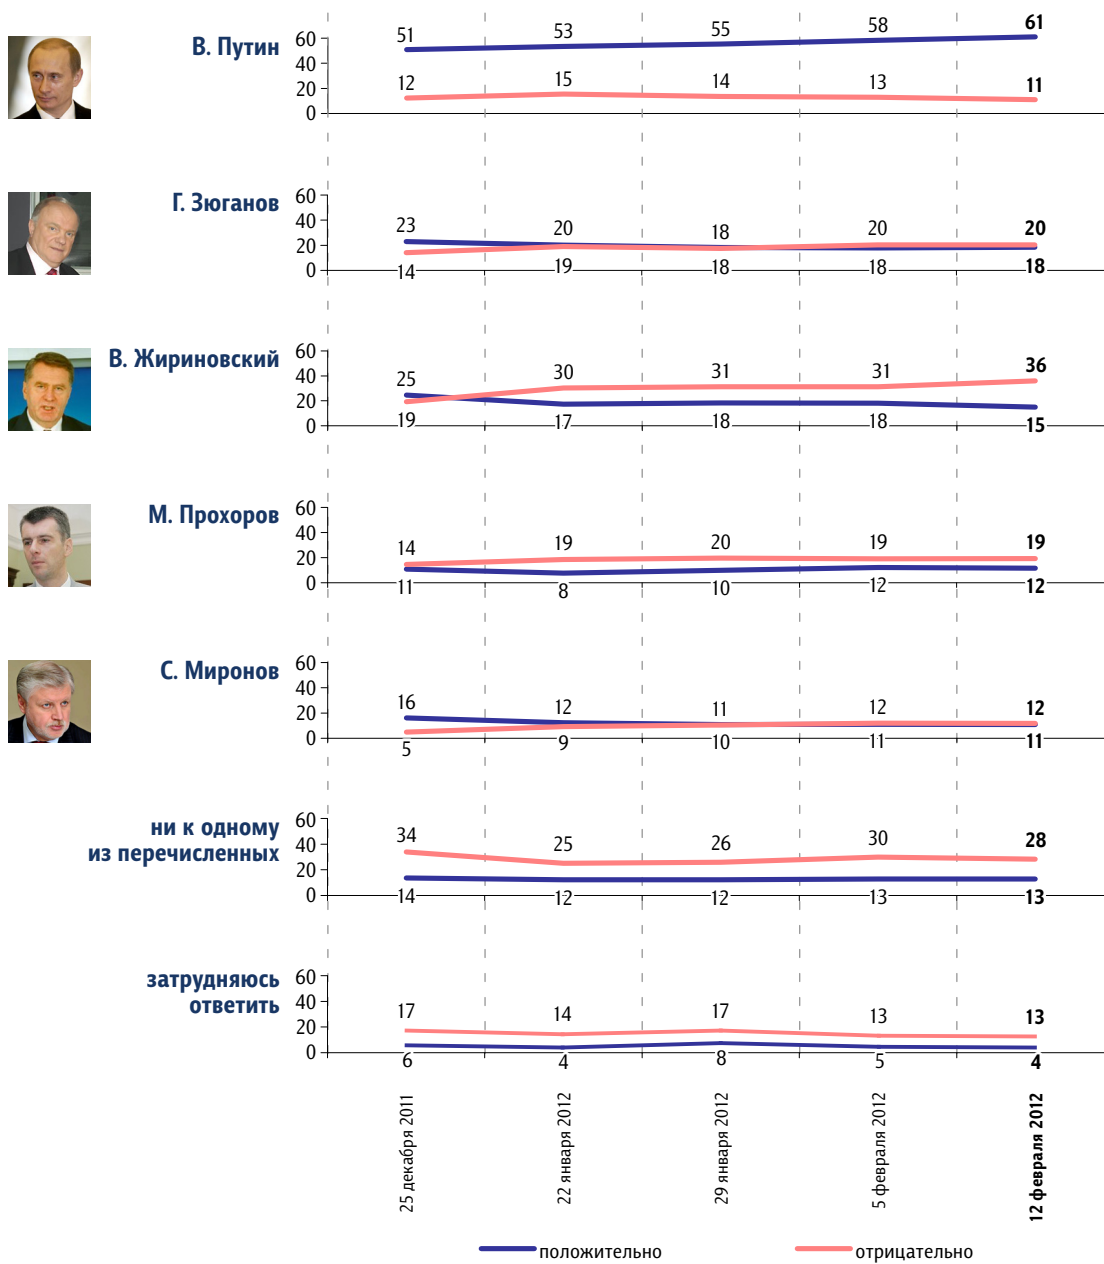 В. Путин
60
40
20
0
51 53 55 58 61
12 15 14 13 11
Г. Зюганов
60
40
20
0
23 20 18 20 20
14 19 18 18 18
В. Жириновский
60
40
20
0
25 30 31 31 36
19 17 18 18 15
М. Прохоров
60
40
20
0
14 19 20 19 19
11 8 10 12 12
С. Миронов
60
40
20
0
16 12 11 12 12
5 9 10 11 11
ни к одному
из перечисленных
60
40
20
0
34 25 26 30 28
14 12 12 13 13
затрудняюсь
ответить
60
40
20
0
17 14 17 13 13
6 4 8 5 4
25 декабря 2011
22 января 2012
29 января 2012
5 февраля 2012
12 февраля 2012
положительно
отрицательно